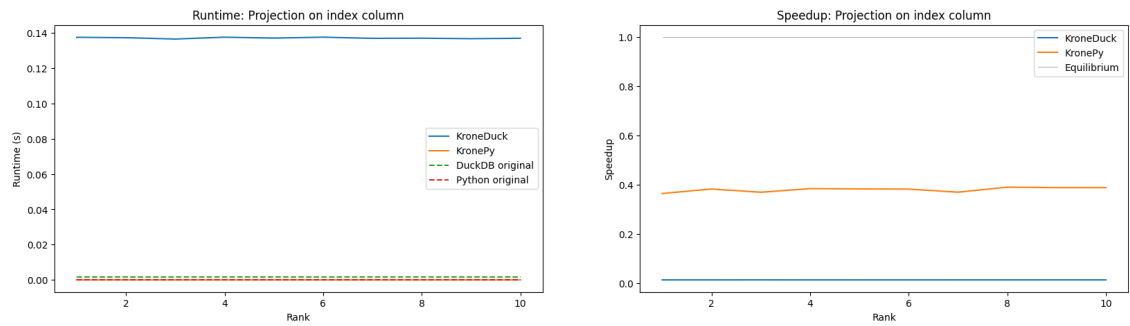 Runtime: Projection on index column
0.14
0.12
0.10
0.08
0.06
0.04
0.02
0.00
Runtime (s)
2
4
6
8
10
Rank
KroneDuck
KronePy
DuckDB original
Python original
Speedup: Projection on index column
1.0
0.8
0.6
0.4
0.2
0.0
Speedup
2
4
6
8
10
Rank
KroneDuck
KronePy
Equilibrium